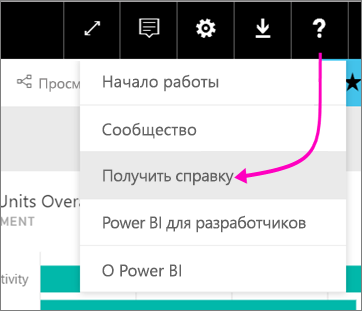 ?
Просм
Начало работы
Сообщество
Получить справку
Units Overa
Power BI для разработчиков
MENT
О Power BI
tivity